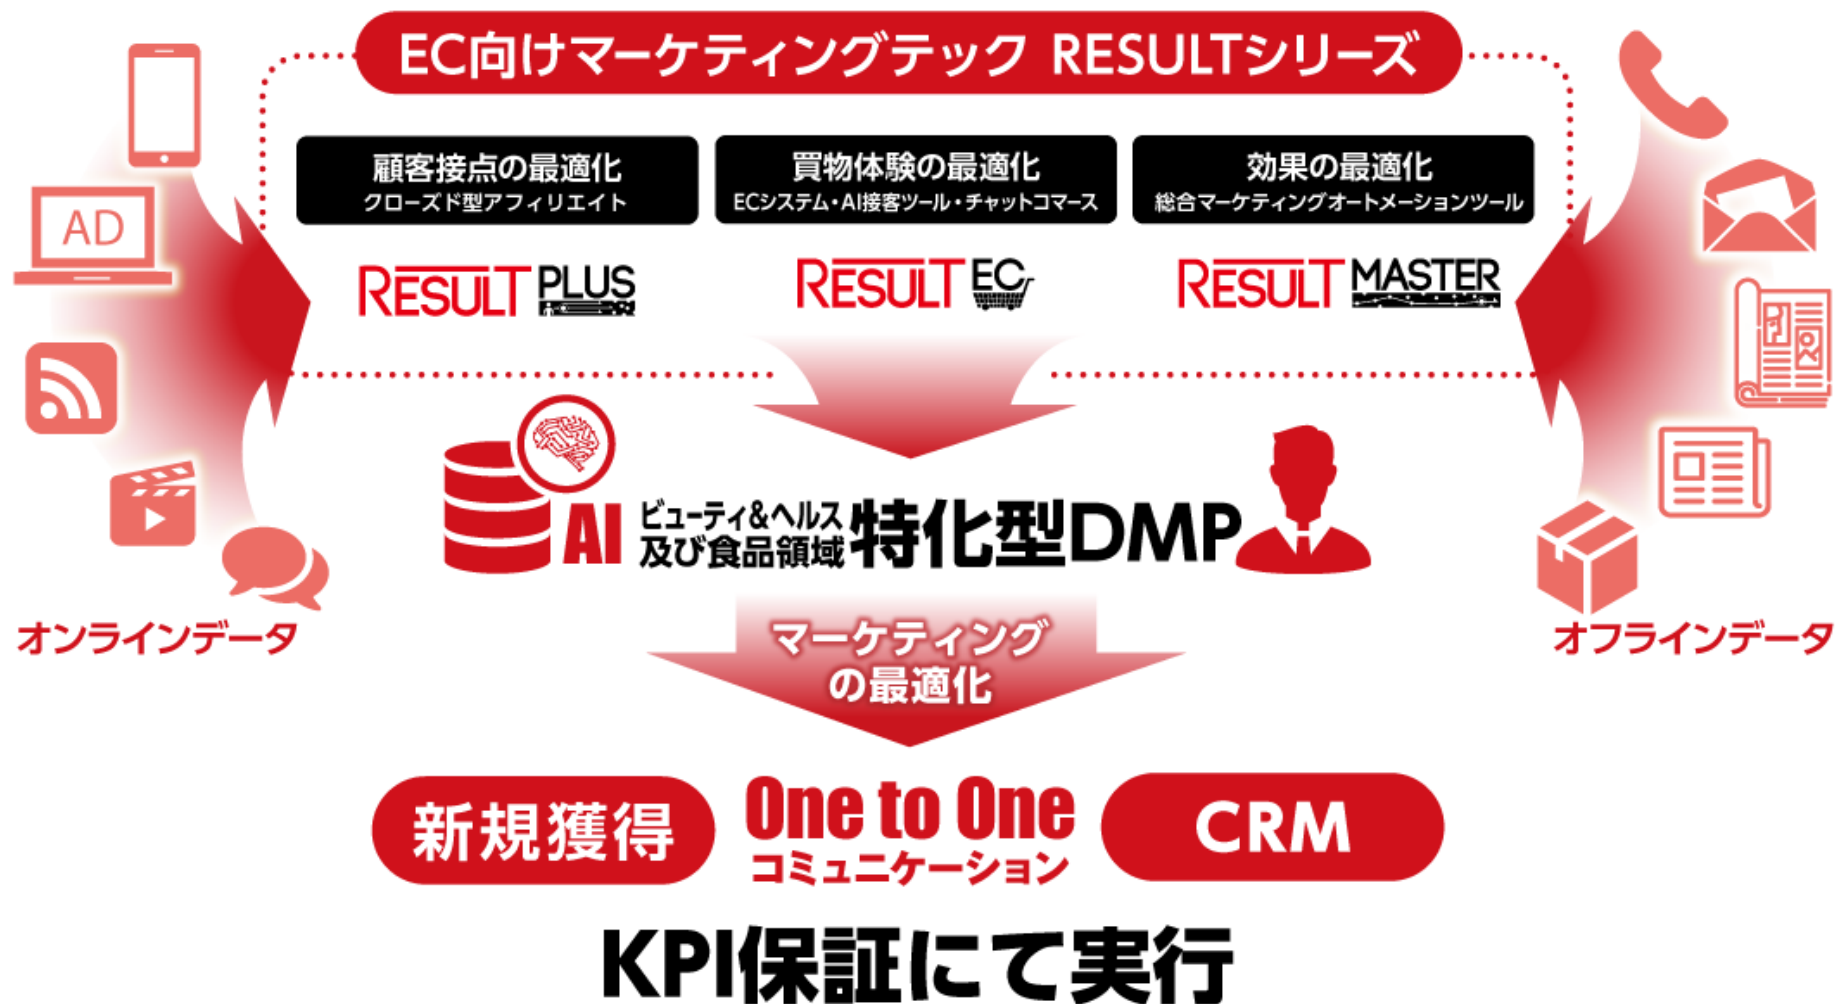 EC向けマーケティングテック RESULTシリーズ
顧客接点の最適化
クローズド型アフィリエイト
買物体験の最適化
ECシステム・AI接客ツール・チャットコマース
効果の最適化
総合マーケティングオートメーションツール
AD
RESULT PLUS
RESULT EC
RESULT MASTER
AI
ビューティ&ヘルス
及び食品領域
特化型DMP
オンラインデータ
オフラインデータ
マーケティング
の最適化
新規獲得
One to One
コミュニケーション
CRM
KPI保証にて実行